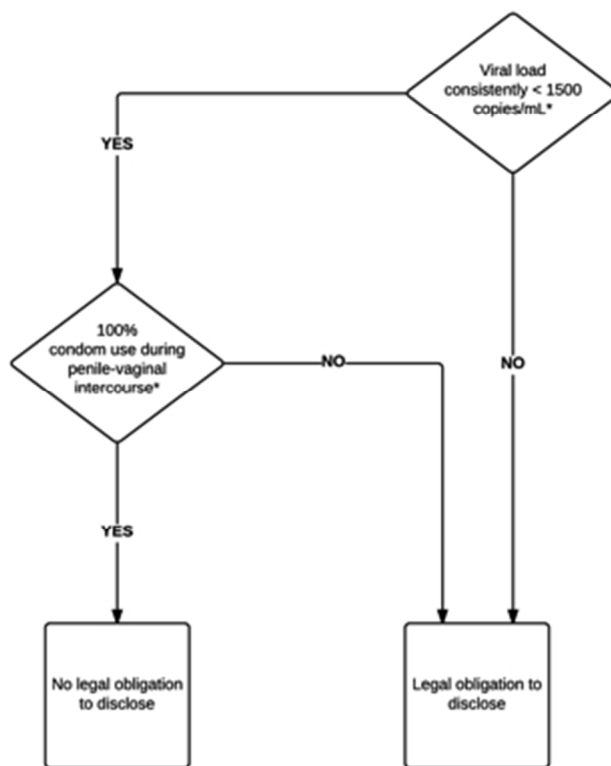 Viral load
consistently < 1500
copies/mL*
YES
100%
condom use during
penile-vaginal
intercourse*
NO
NO
YES
No legal obligation
to disclose
Legal obligation to
disclose